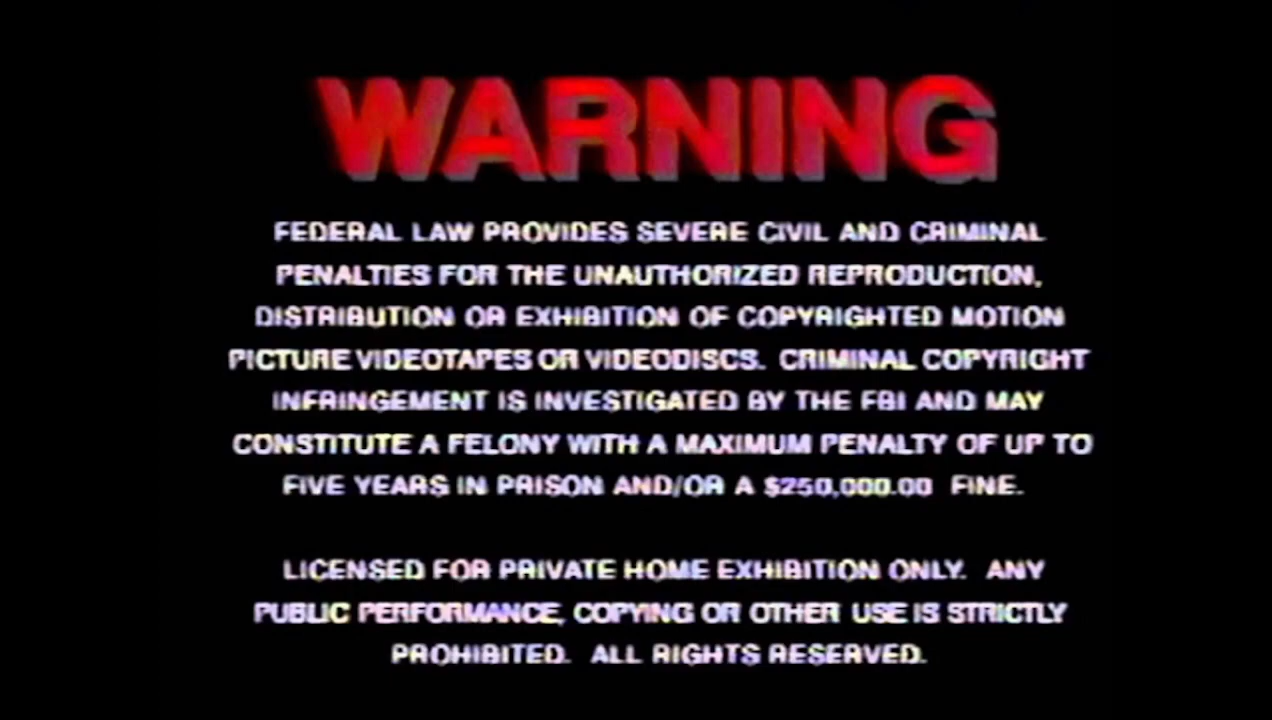 WARNING
FEDERAL LAW PROVIDES SEVERE CIVIL AND CRIMINAL
PENALTIES FOR THE UNAUTHORIZED REPRODUCTION,
DISTRIBUTION OR EXHIBITION OF COPYRIGHTED MOTION
PICTURE VIDEOTAPES OR VIDEODISCS. CRIMINAL COPYRIGHT
INFRINGEMENT IS INVESTIGATED BY THE FBI AND MAY
CONSTITUTE A FELONY WITH A MAXIMUM PENALTY OF UP TO
FIVE YEARS IN PRISON AND/OR A $250,000.00 FINE.
LICENSED FOR PRIVATE HOME EXHIBITION ONLY. ANY
PUBLIC PERFORMANCE, COPYING OR OTHER USE IS STRICTLY
PROHIBITED. ALL RIGHTS RESERVED.